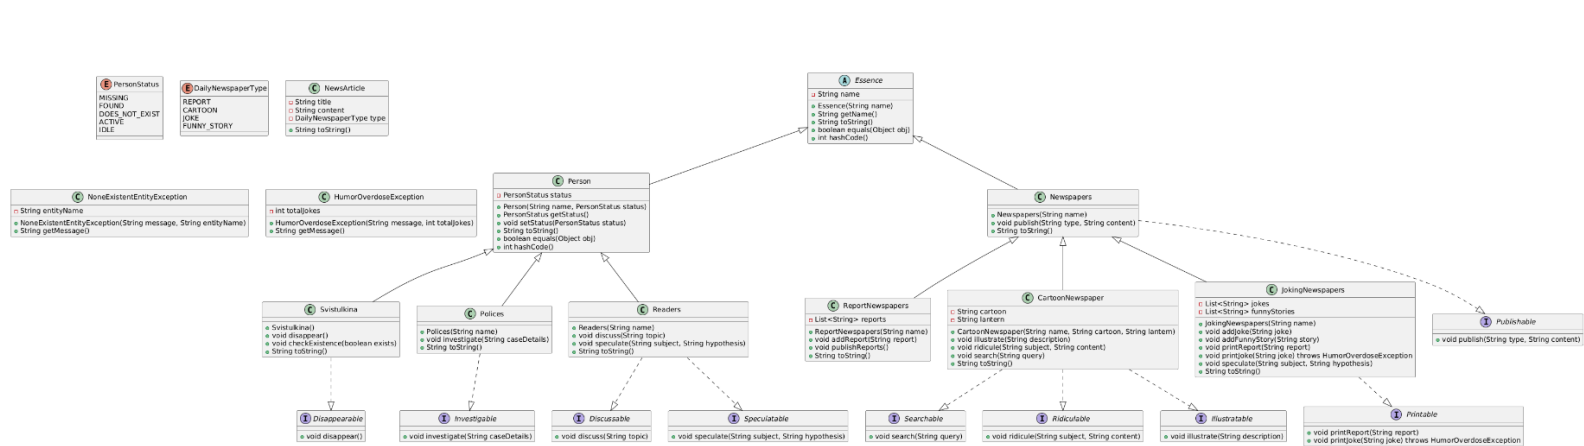 E PersonStatus
MISSING
FOUND
DOES_NOT_EXIST
ACTIVE
IDLE
E DailyNewspaperType
REPORT
CARTOON
JOKE
FUNNY_STORY
C NewsArticle
String title
String content
DailyNewspaperType type
String toString()
A Essence
String name
Essence(String name)
String getName()
String toString()
boolean equals(Object obj)
int hashCode()
C NoneExistentEntityException
String entityName
NoneExistentEntityException(String message, String entityName)
String getMessage()
C HumorOverdoseException
int totalJokes
HumorOverdoseException(String message, int totalJokes)
String getMessage()
C Person
PersonStatus status
Person(String name, PersonStatus status)
PersonStatus getStatus()
void setStatus(PersonStatus status)
String toString()
boolean equals(Object obj)
int hashCode()
C Newspapers
Newspapers(String name)
void publish(String type, String content)
String toString()
C Svistulkina
Svistulkina()
void disappear()
void checkExistence(boolean exists)
String toString()
C Polices
Polices(String name)
void investigate(String caseDetails)
String toString()
C Readers
Readers(String name)
void discuss(String topic)
void speculate(String subject, String hypothesis)
String toString()
C ReportNewspapers
List<String> reports
ReportNewspapers(String name)
void addReport(String report)
void publishReports()
String toString()
C CartoonNewspaper
String cartoon
String lantern
CartoonNewspaper(String name, String cartoon, String lantern)
void illustrate(String description)
void ridicule(String subject, String content)
void search(String query)
String toString()
C JokingNewspapers
List<String> jokes
List<String> funnyStories
JokingNewspapers(String name)
void addJoke(String joke)
void addFunnyStory(String story)
void printReport(String report)
void printJoke(String joke) throws HumorOverdoseException
void speculate(String subject, String hypothesis)
String toString()
I Publishable
void publish(String type, String content)
I Disappearable
void disappear()
I Investigable
void investigate(String caseDetails)
I Discussable
void discuss(String topic)
I Speculatable
void speculate(String subject, String hypothesis)
I Searchable
void search(String query)
I Ridiculable
void ridicule(String subject, String content)
I Illustratable
void illustrate(String description)
I Printable
void printReport(String report)
void printJoke(String joke) throws HumorOverdoseException